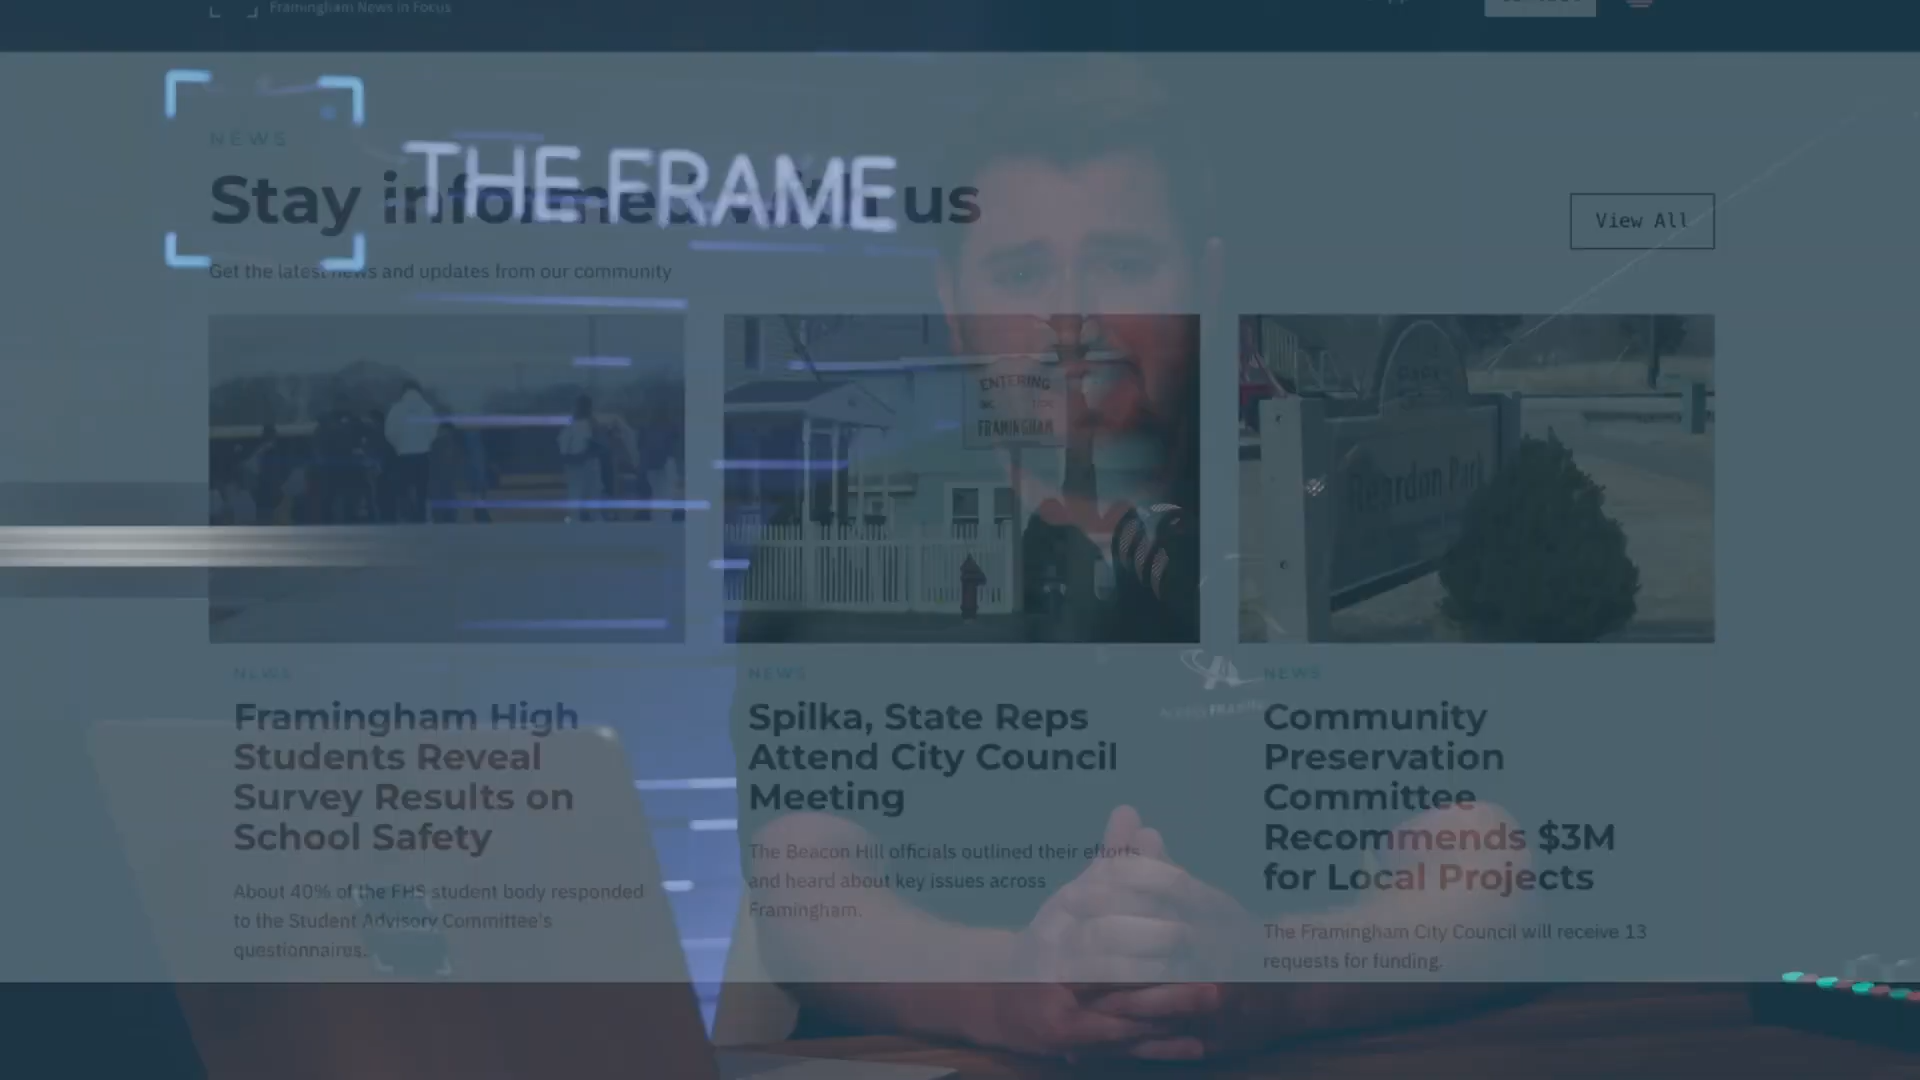 Framingham News in Focus
NEWS
THE FRAME
Stay informed with us
View All
Get the latest news and updates from our community
ENTERING
FRAMINGHAM
Reardon Park
NEWS
Framingham High
Students Reveal
Survey Results on
School Safety
About 40% of the FHS student body responded
to the Student Advisory Committee's
questionnaires.
NEWS
Spilka, State Reps
Attend City Council
Meeting
The Beacon Hill officials outlined their efforts
and heard about key issues across
Framingham.
NEWS
Community
Preservation
Committee
Recommends $3M
for Local Projects
The Framingham City Council will receive 13
requests for funding.